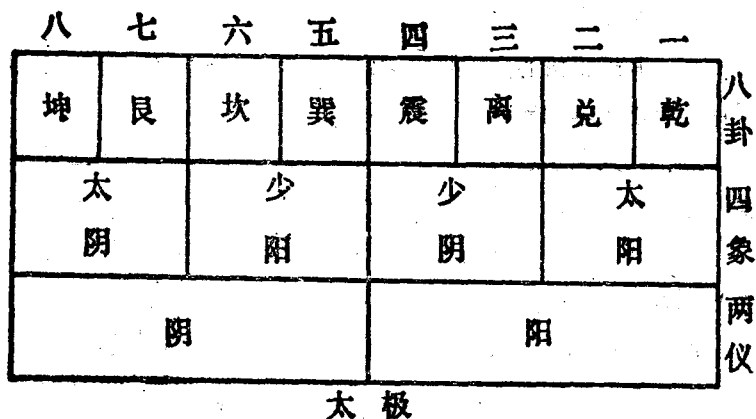 八 七 六 五 四 三 二 一
坤 艮 坎 巽 震 离 兑 乾 八卦
太阴 少阳 少阴 太阳 四象
阴 阳 两仪
太极